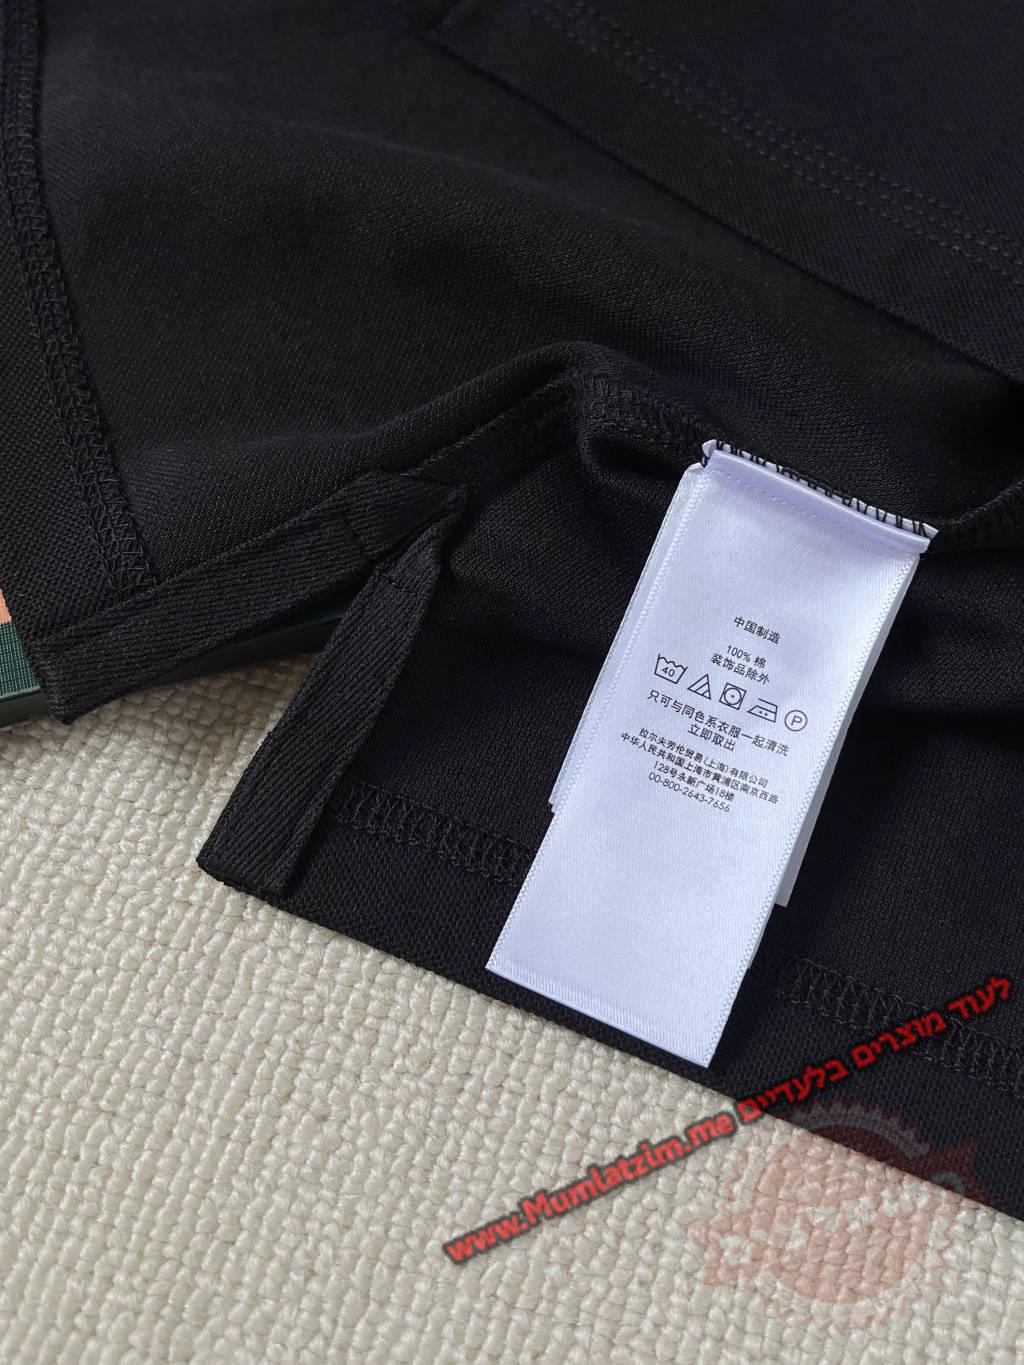 中国制造
100% 棉
装饰品除外
40
P
只可与同色系衣服一起清洗
立即取出
拉尔夫劳伦贸易(上海)有限公司
中华人民共和国上海市黄浦区南京西路
128号永新广场18楼
00-800-2643-7656
www.Mumlatzim.me לעוד מוצרים בלעדיים